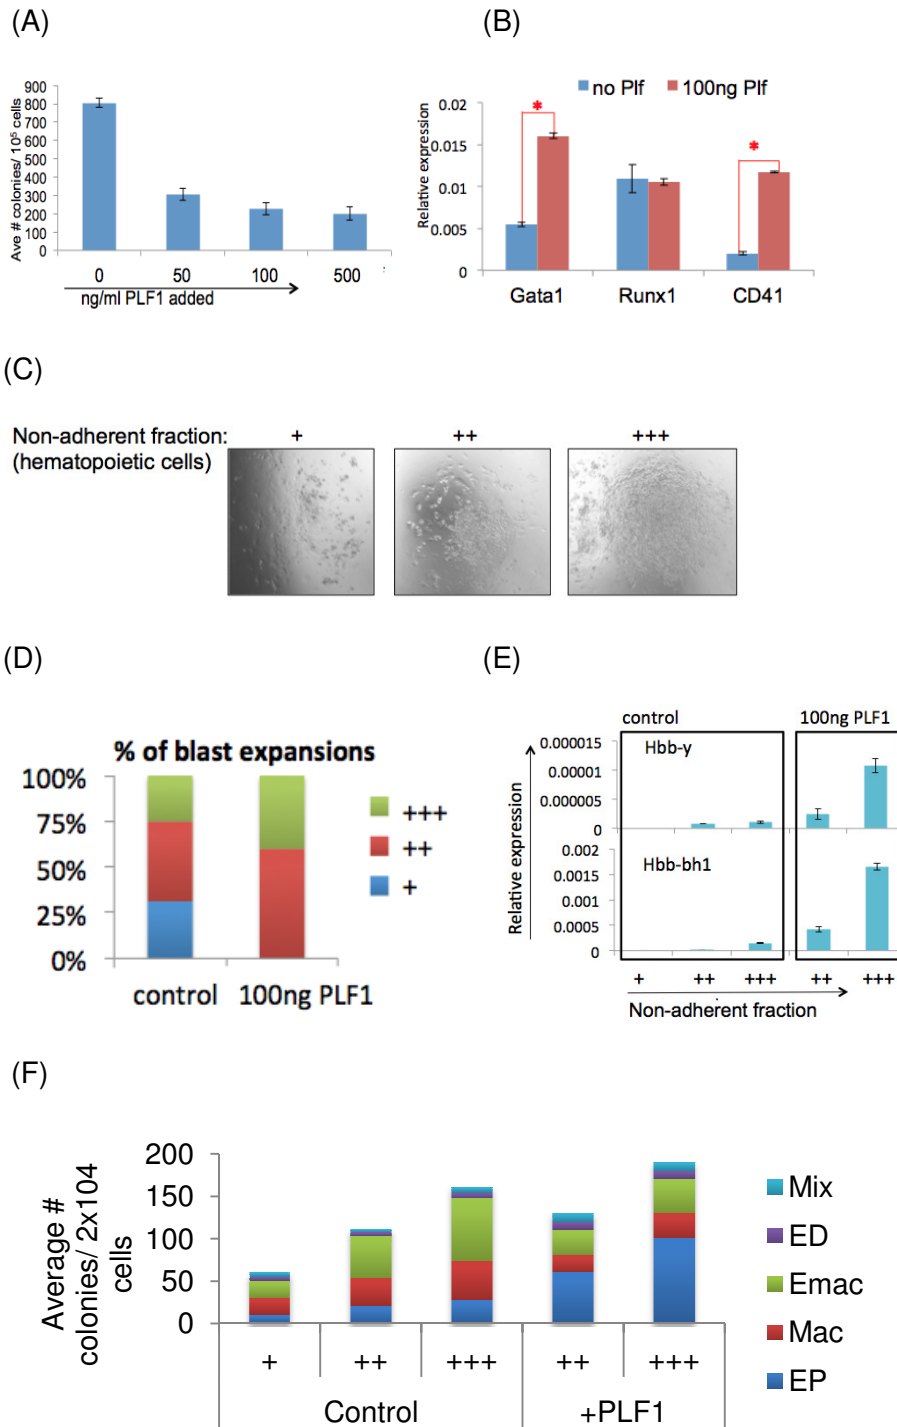 (A)
Ave # colonies/ 10⁵ cells
900
800
700
600
500
400
300
200
100
0
0 50 100 500
ng/ml PLF1 added
(B)
no Plf 100ng Plf
Relative expression
0.02
0.015
0.01
0.005
0
* *
Gata1 Runx1 CD41
(C)
Non-adherent fraction: + ++ +++
(hematopoietic cells)
(D)
% of blast expansions
100%
75%
50%
25%
0%
control 100ng PLF1
+++
++
+
(E)
control 100ng PLF1
Relative expression
0.000015
0.00001
0.000005
0
Hbb-y
0.002
0.0015
0.001
0.0005
0
Hbb-bh1
+ ++ +++ ++ +++
Non-adherent fraction
(F)
Average #
colonies/ 2x104
cells
200
150
100
50
0
+ ++ +++ ++ +++
Control +PLF1
Mix
ED
Emac
Mac
EP